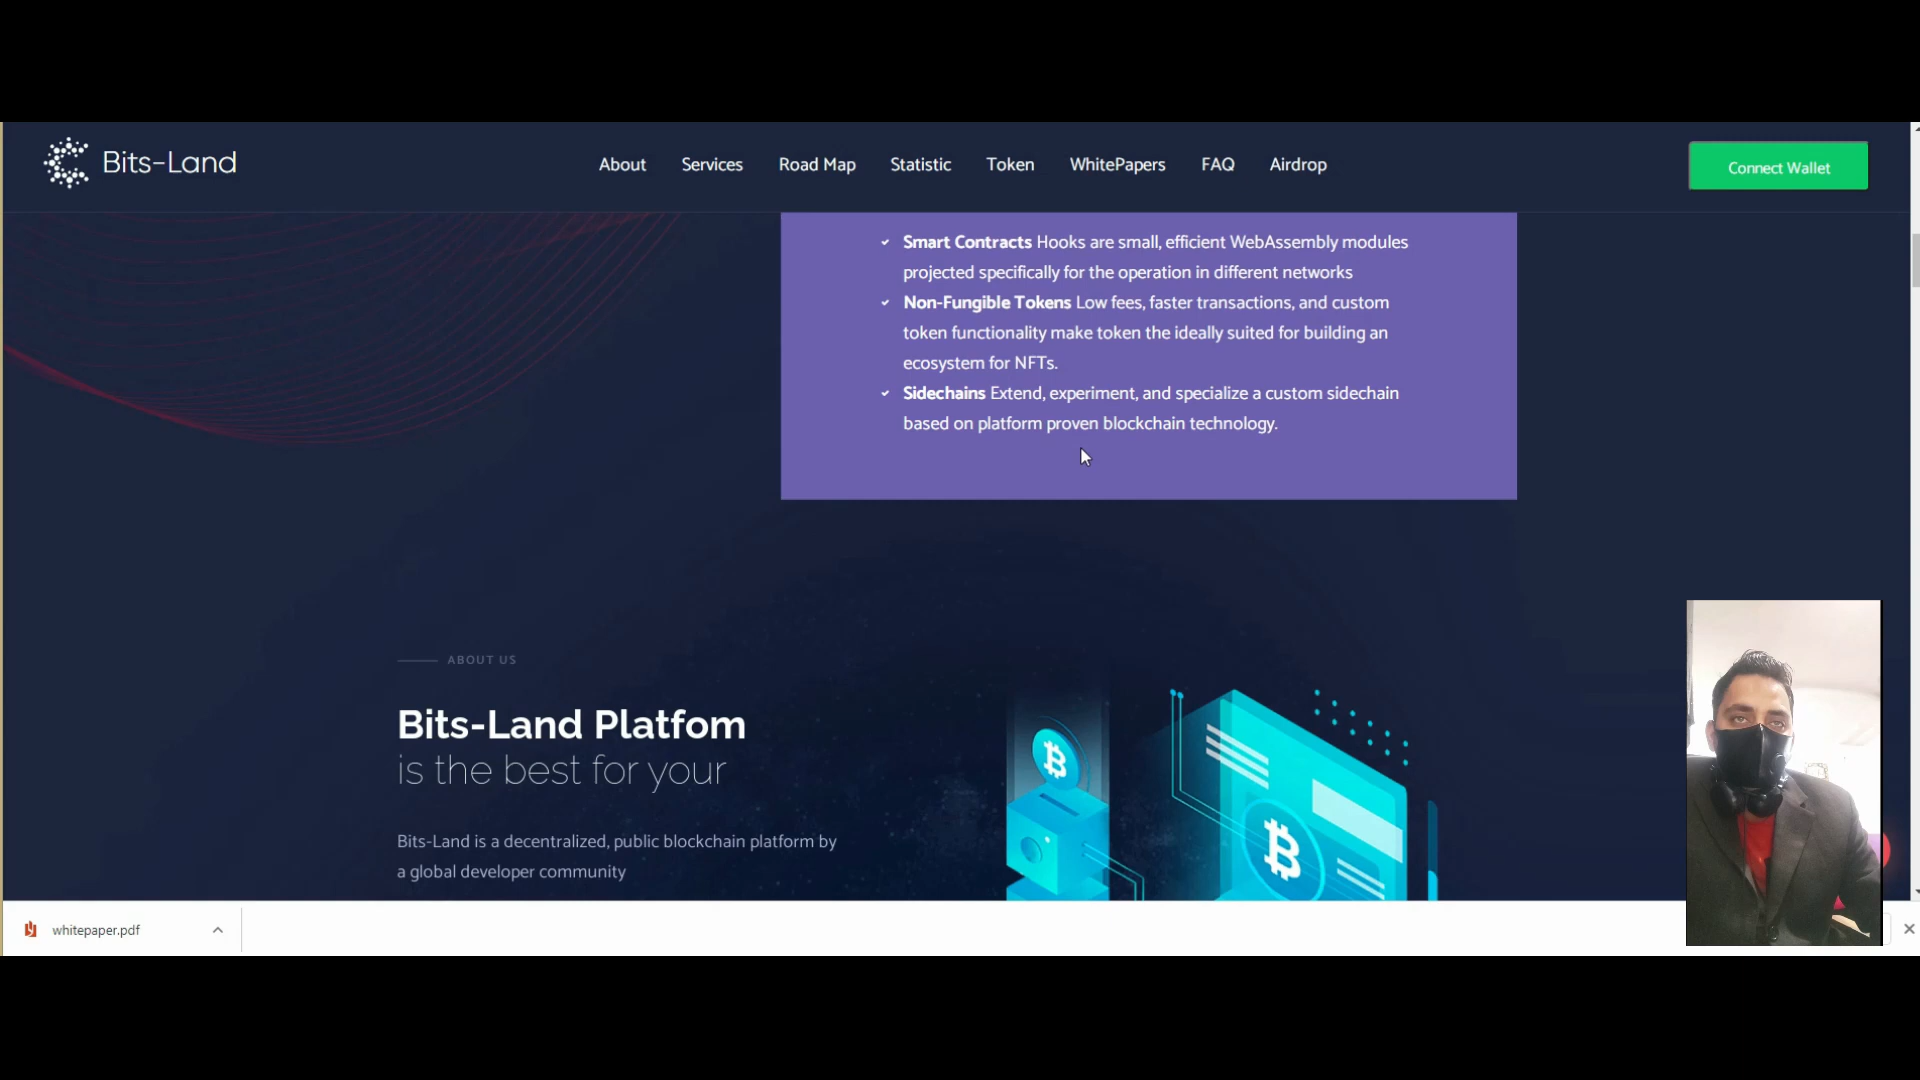 Bits-Land
About Services Road Map Statistic Token WhitePapers FAQ Airdrop
Connect Wallet
Smart Contracts Hooks are small, efficient WebAssembly modules
projected specifically for the operation in different networks
Non-Fungible Tokens Low fees, faster transactions, and custom
token functionality make token the ideally suited for building an
ecosystem for NFTs.
Sidechains Extend, experiment, and specialize a custom sidechain
based on platform proven blockchain technology.
ABOUT US
Bits-Land Platfom
is the best for your
Bits-Land is a decentralized, public blockchain platform by
a global developer community
whitepaper.pdf